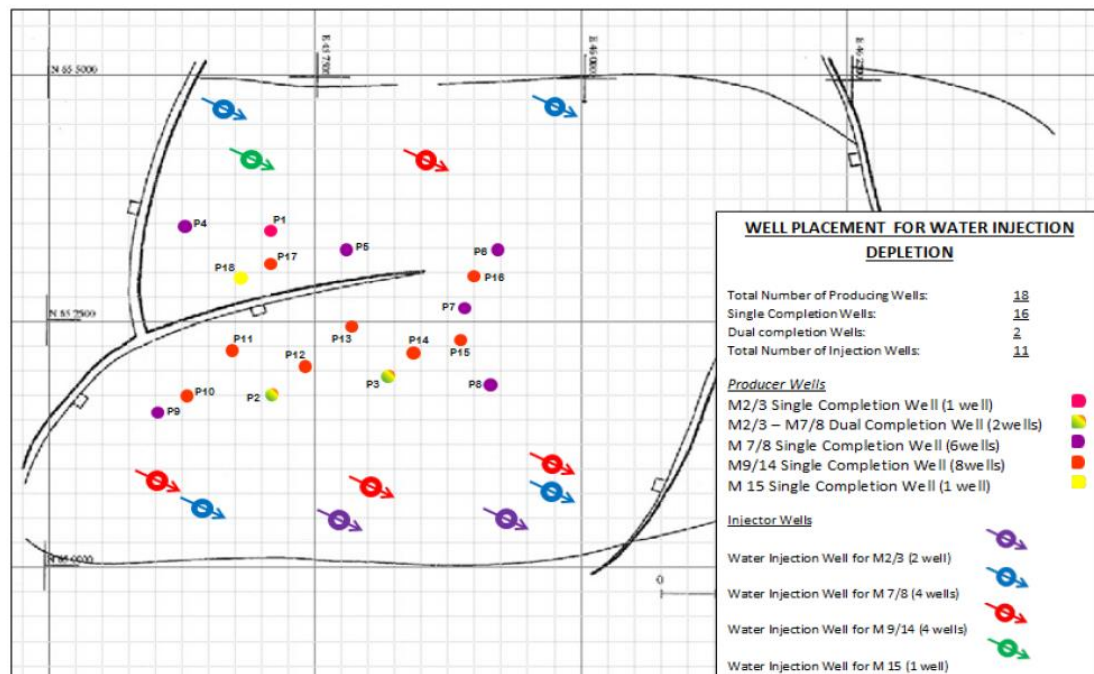 E 45 7500
E 46 0000
E 46 2500
N 65 5000
P4
P1
P17
P5
P6
P18
P16
P7
N 65 2500
P11
P13
P14
P15
P12
P3
P8
P10
P2
P9
N 65 0000
0
WELL PLACEMENT FOR WATER INJECTION
DEPLETION
Total Number of Producing Wells: 18
Single Completion Wells: 16
Dual completion Wells: 2
Total Number of Injection Wells: 11
Producer Wells
M2/3 Single Completion Well (1 well)
M2/3 – M7/8 Dual Completion Well (2wells)
M 7/8 Single Completion Well (6wells)
M9/14 Single Completion Well (8wells)
M 15 Single Completion Well (1 well)
Injector Wells
Water Injection Well for M2/3 (2 well)
Water Injection Well for M 7/8 (4 wells)
Water Injection Well for M 9/14 (4 wells)
Water Injection Well for M 15 (1 well)